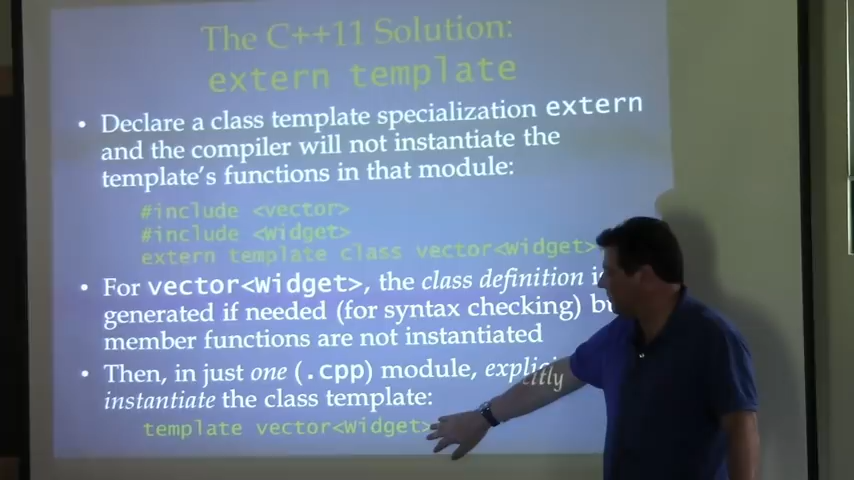 The C++11 Solution:
extern template
• Declare a class template specialization extern
and the compiler will not instantiate the
template's functions in that module:
#include <vector>
#include <Widget>
extern template class vector<Widget>
• For vector<Widget>, the class definition
generated if needed (for syntax checking)
member functions are not instantiated
• Then, in just one (.cpp) module, explicitly
instantiate the class template:
template vector<Widget>